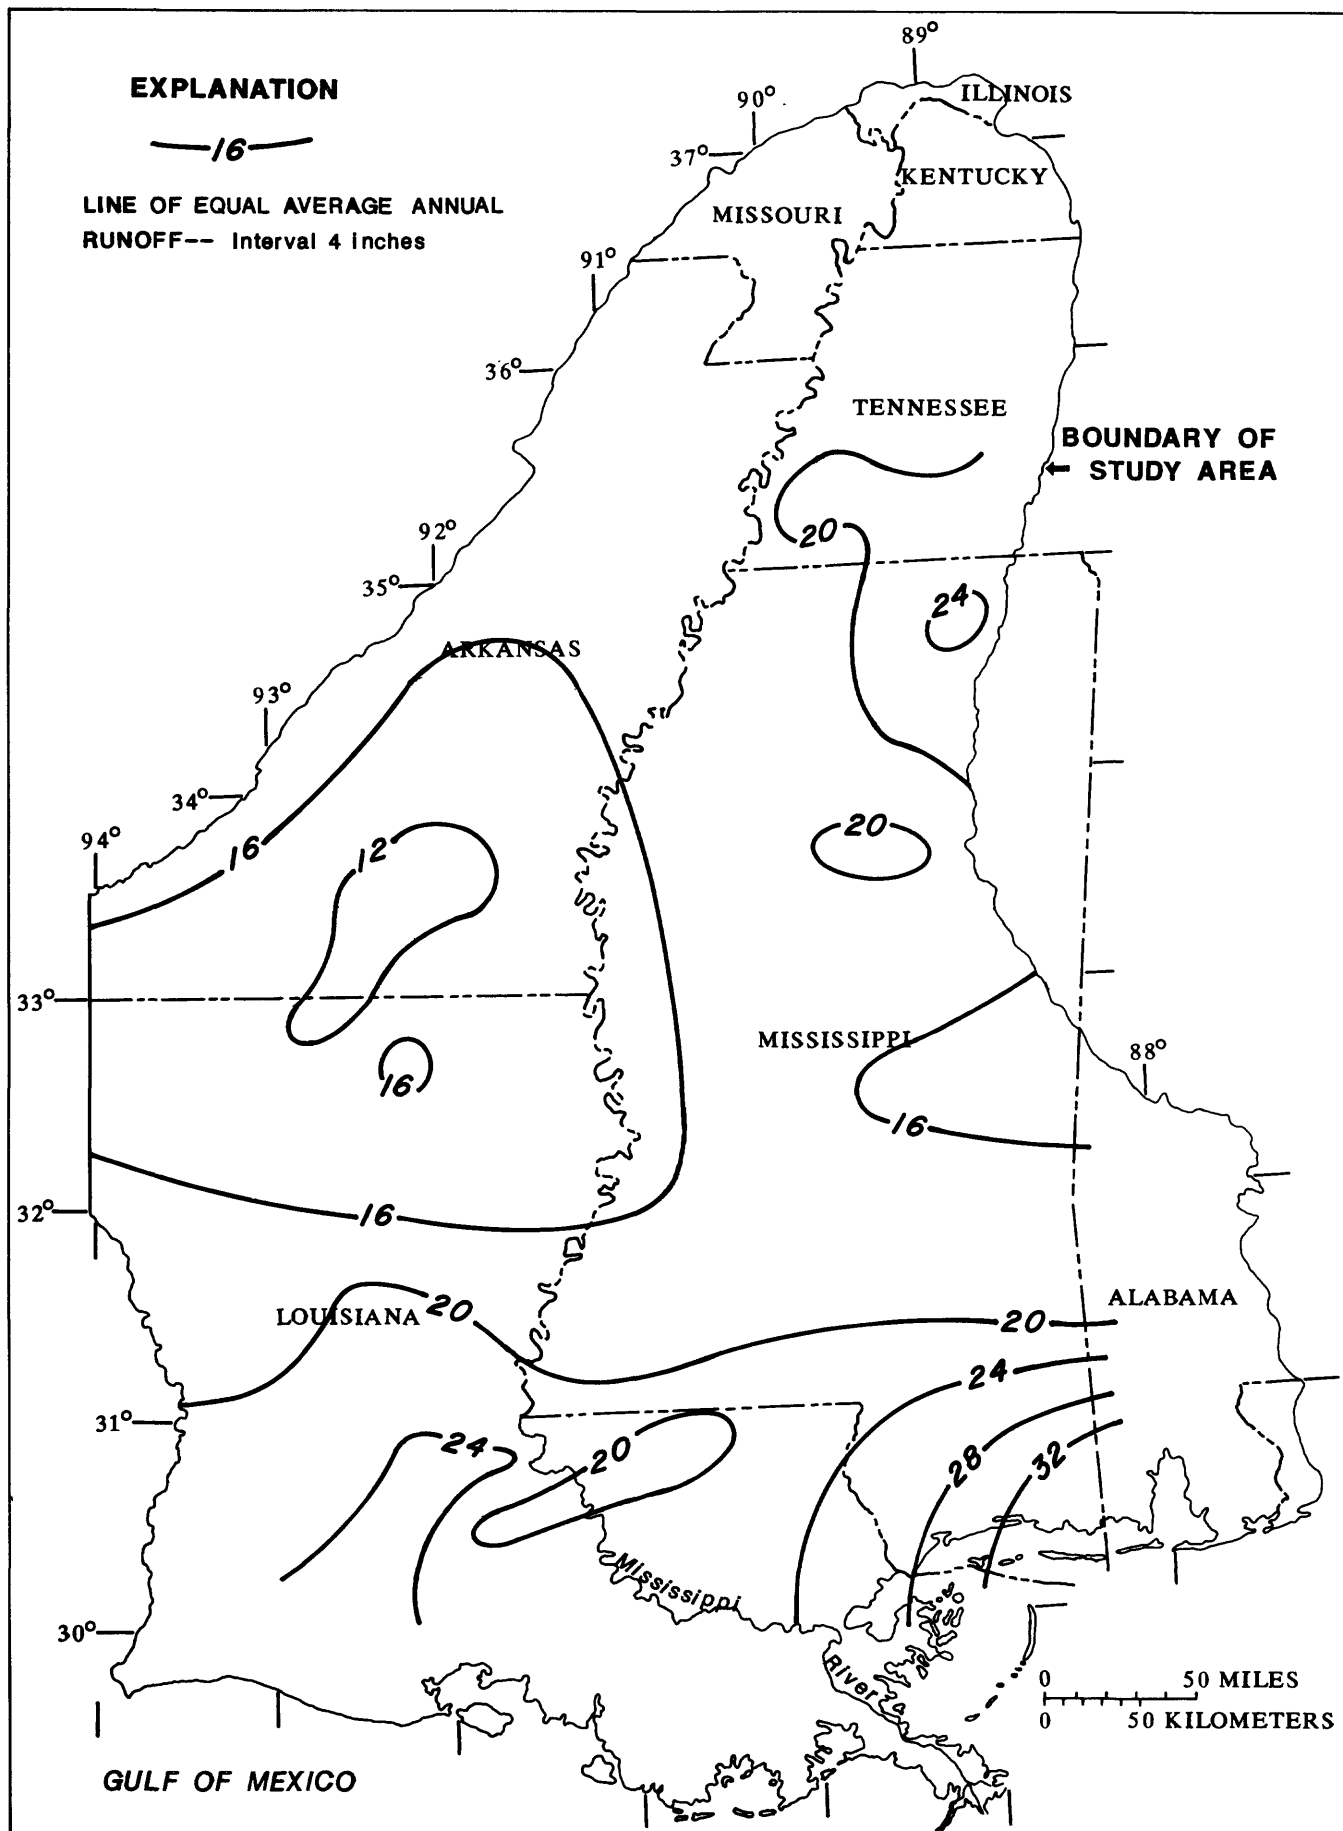 EXPLANATION
16
LINE OF EQUAL AVERAGE ANNUAL
RUNOFF-- Interval 4 inches
89°
ILLINOIS
90°
37°
KENTUCKY
MISSOURI
91°
36°
TENNESSEE
BOUNDARY OF
STUDY AREA
20
92°
35°
24
ARKANSAS
93°
34°
94°
16
12
20
33°
MISSISSIPPI
88°
16
16
32°
16
LOUISIANA
20
20
ALABAMA
24
31°
24
20
28
32
Mississippi
30°
River
0 50 MILES
0 50 KILOMETERS
GULF OF MEXICO